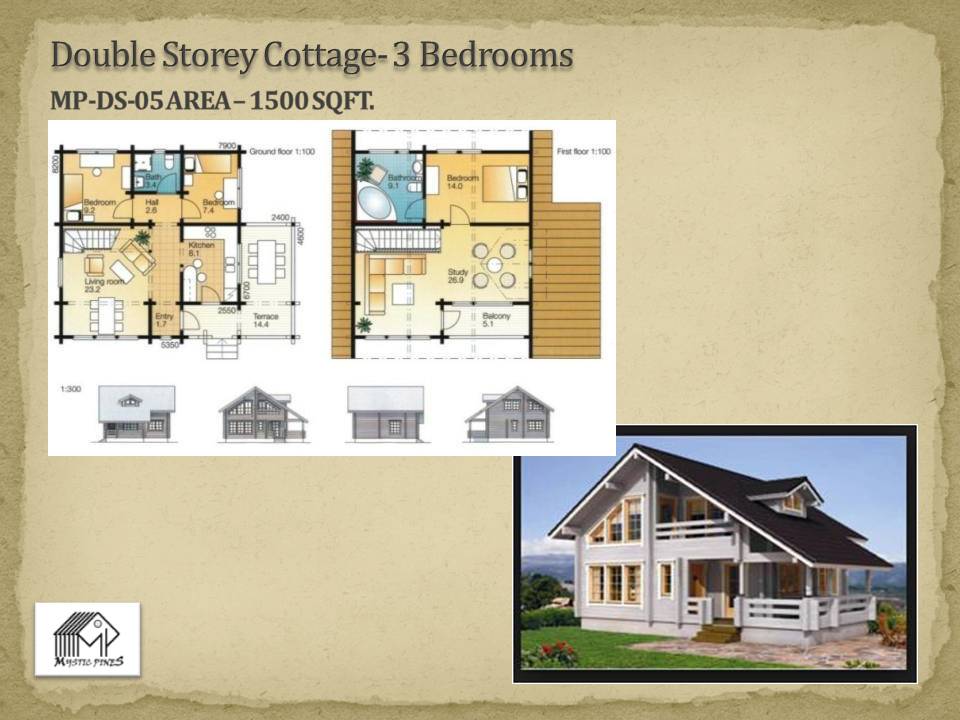 Double Storey Cottage- 3 Bedrooms
MP-DS-05 AREA – 1500 SQFT.
7900
Ground floor 1:100
8200
Bath
3.4
Bedroom
9.2
Hall
2.6
Bedroom
7.4
2400
4600
Kitchen
8.1
Living room
23.2
6700
2550
Entry
1.7
Terrace
14.4
5350
First floor 1:100
Bathroom
9.1
Bedroom
14.0
Study
26.9
Balcony
5.1
1:300
MP
MYSTIC PINES